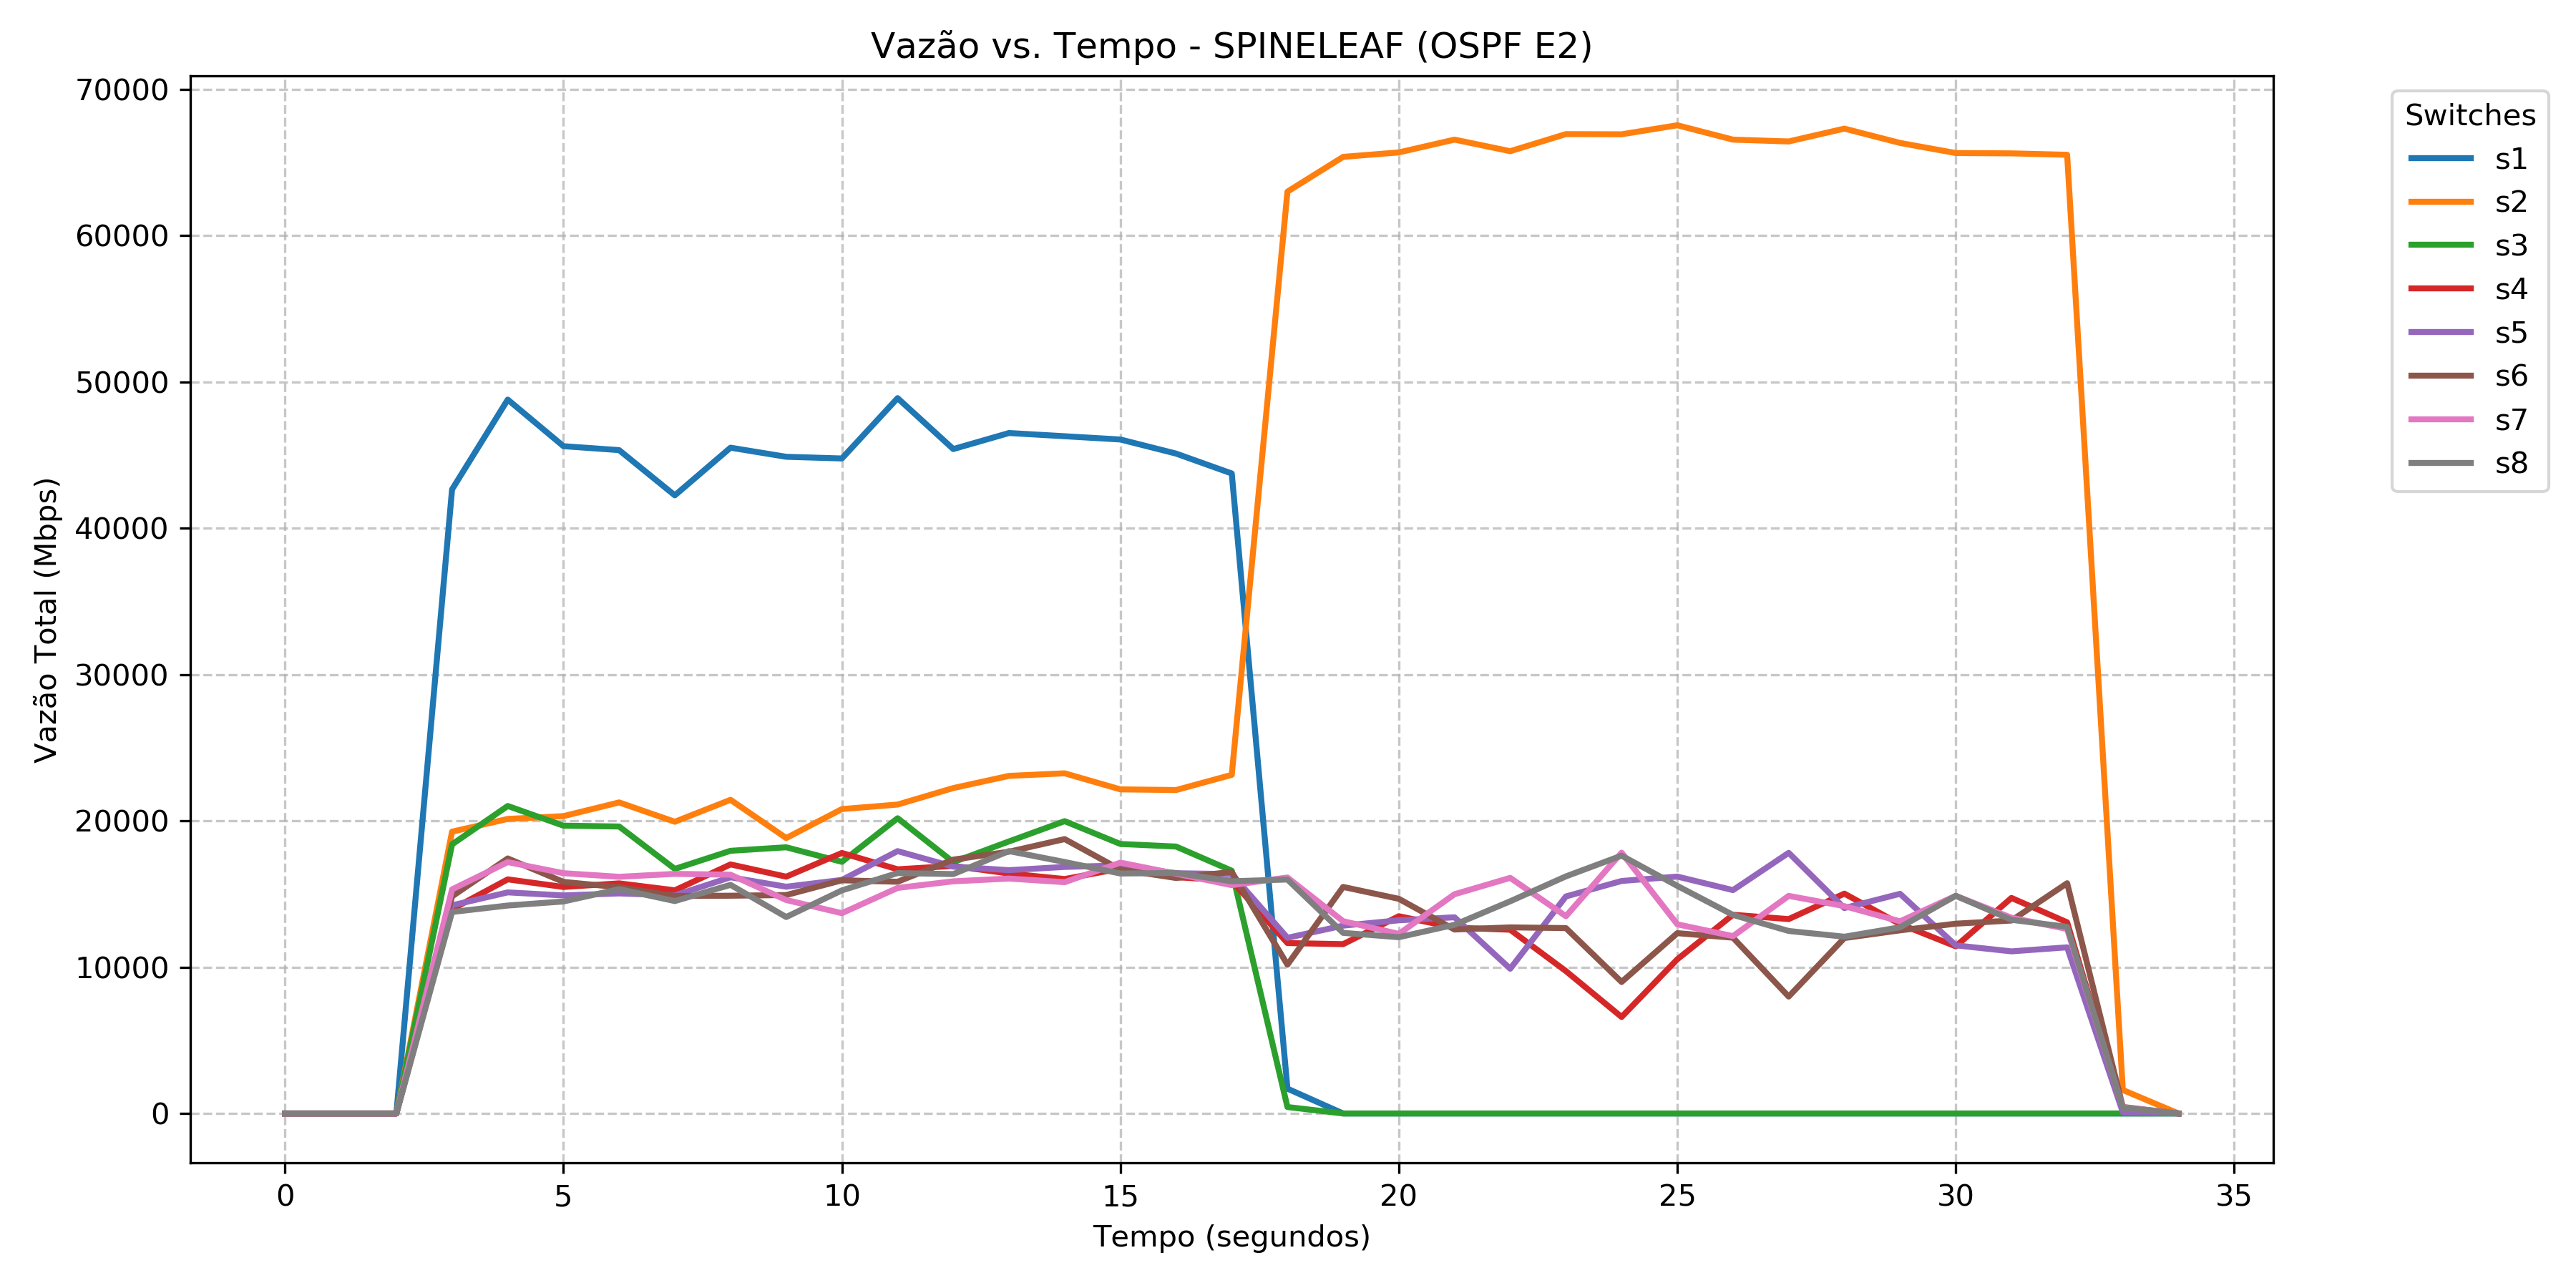 Vazão vs. Tempo - SPINELEAF (OSPF E2)
Vazão Total (Mbps)
70000
60000
50000
40000
30000
20000
10000
0
0 5 10 15 20 25 30 35
Tempo (segundos)
Switches
s1
s2
s3
s4
s5
s6
s7
s8